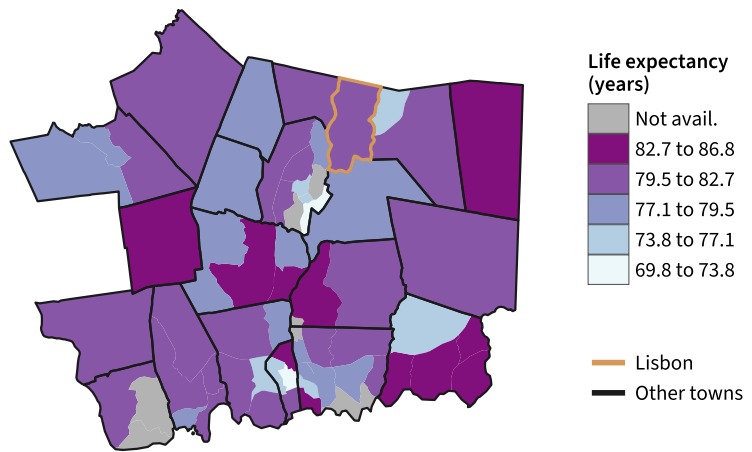 Life expectancy
(years)
Not avail.
82.7 to 86.8
79.5 to 82.7
77.1 to 79.5
73.8 to 77.1
69.8 to 73.8
Lisbon
Other towns